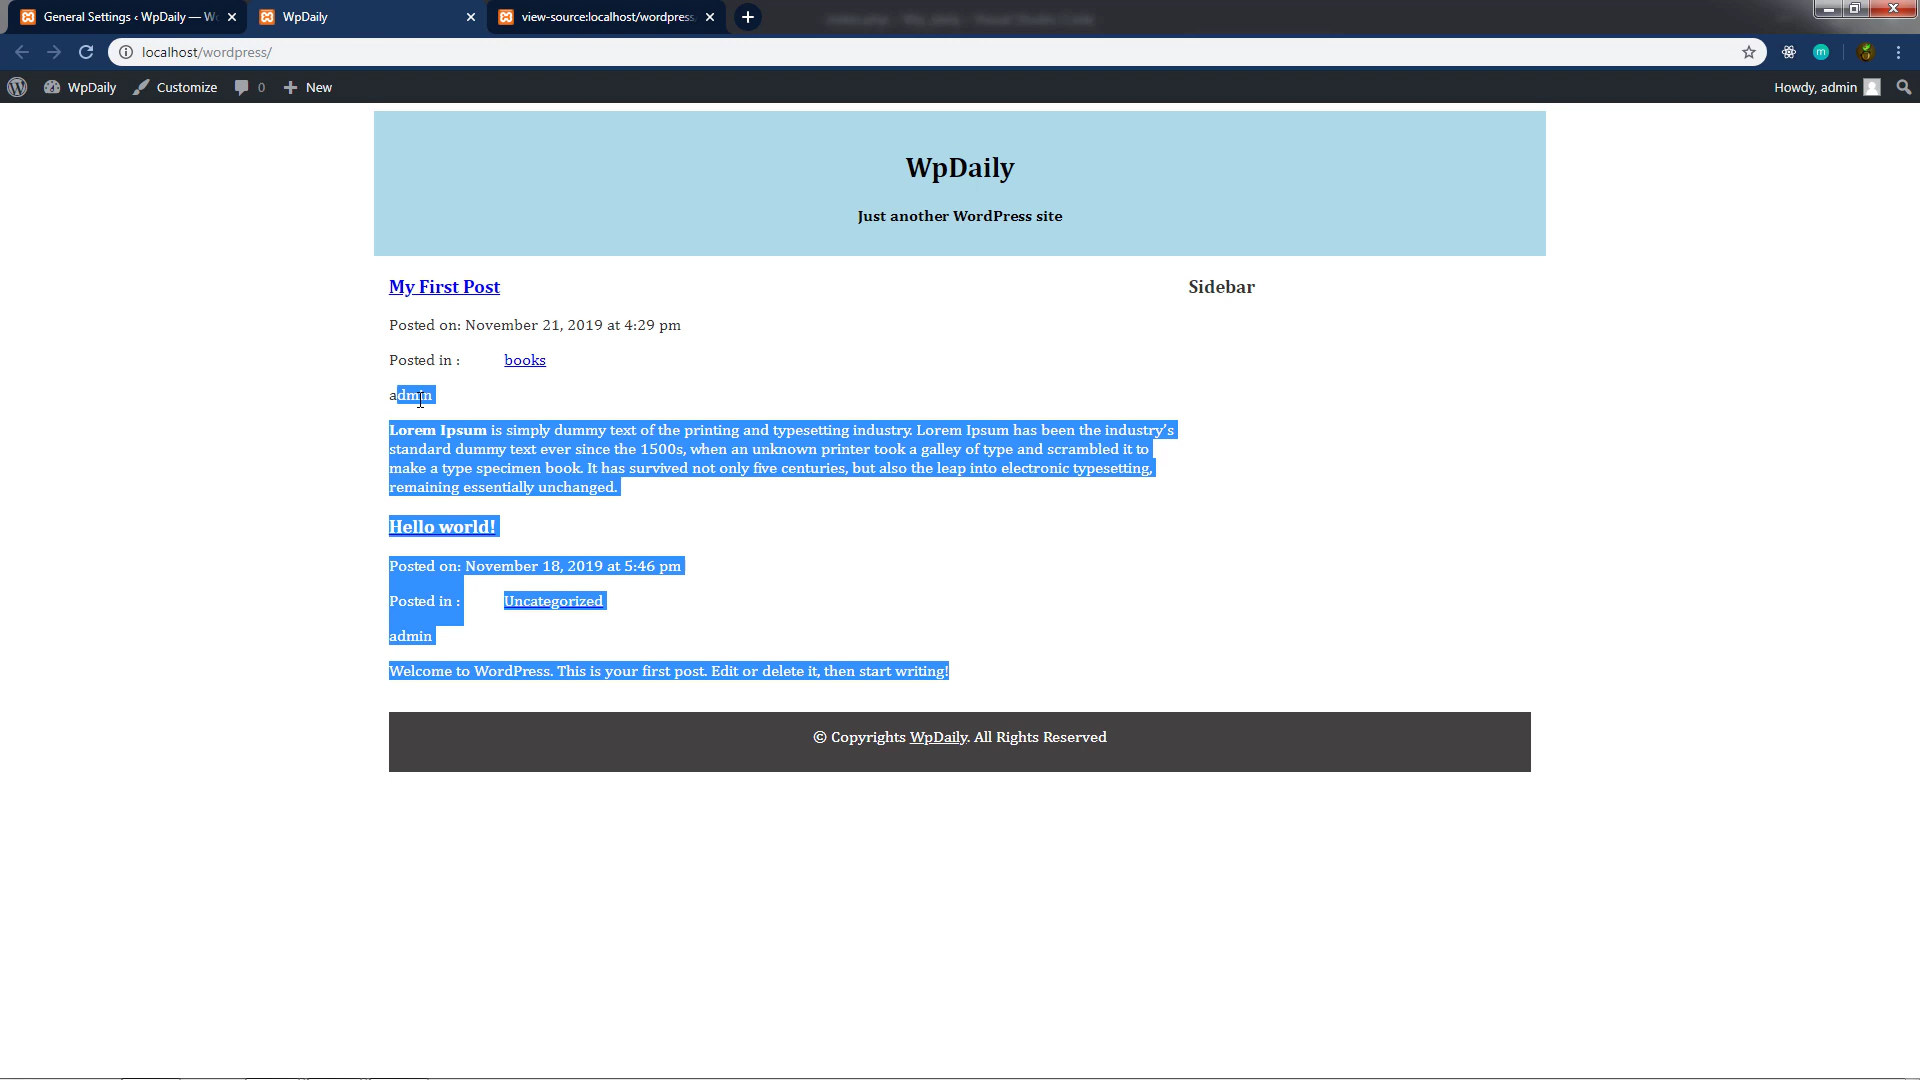 General Settings ‹ WpDaily — W
WpDaily
view-source:localhost/wordpress
localhost/wordpress/
WpDaily Customize 0 New
Howdy, admin
WpDaily
Just another WordPress site
My First Post
Posted on: November 21, 2019 at 4:29 pm
Posted in : books
admin
Lorem Ipsum is simply dummy text of the printing and typesetting industry. Lorem Ipsum has been the industry’s
standard dummy text ever since the 1500s, when an unknown printer took a galley of type and scrambled it to
make a type specimen book. It has survived not only five centuries, but also the leap into electronic typesetting,
remaining essentially unchanged.
Hello world!
Posted on: November 18, 2019 at 5:46 pm
Posted in : Uncategorized
admin
Welcome to WordPress. This is your first post. Edit or delete it, then start writing!
Sidebar
© Copyrights WpDaily. All Rights Reserved